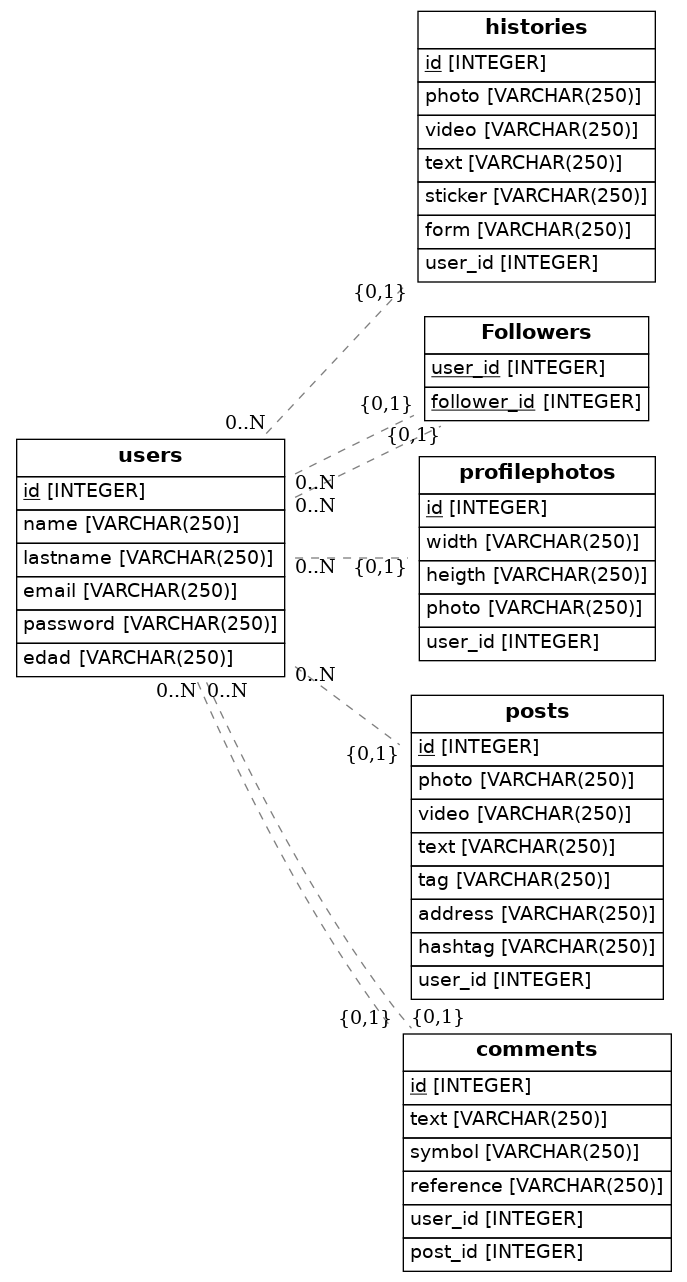 histories
id [INTEGER]
photo [VARCHAR(250)]
video [VARCHAR(250)]
text [VARCHAR(250)]
sticker [VARCHAR(250)]
form [VARCHAR(250)]
user_id [INTEGER]
{0,1}
0..N
Followers
user_id [INTEGER]
follower_id [INTEGER]
{0,1}
{0,1}
0..N
0..N
users
id [INTEGER]
name [VARCHAR(250)]
lastname [VARCHAR(250)]
email [VARCHAR(250)]
password [VARCHAR(250)]
edad [VARCHAR(250)]
profilephotos
id [INTEGER]
width [VARCHAR(250)]
heigth [VARCHAR(250)]
photo [VARCHAR(250)]
user_id [INTEGER]
0..N
{0,1}
0..N
{0,1}
posts
id [INTEGER]
photo [VARCHAR(250)]
video [VARCHAR(250)]
text [VARCHAR(250)]
tag [VARCHAR(250)]
address [VARCHAR(250)]
hashtag [VARCHAR(250)]
user_id [INTEGER]
0..N
0..N
{0,1}
{0,1}
comments
id [INTEGER]
text [VARCHAR(250)]
symbol [VARCHAR(250)]
reference [VARCHAR(250)]
user_id [INTEGER]
post_id [INTEGER]